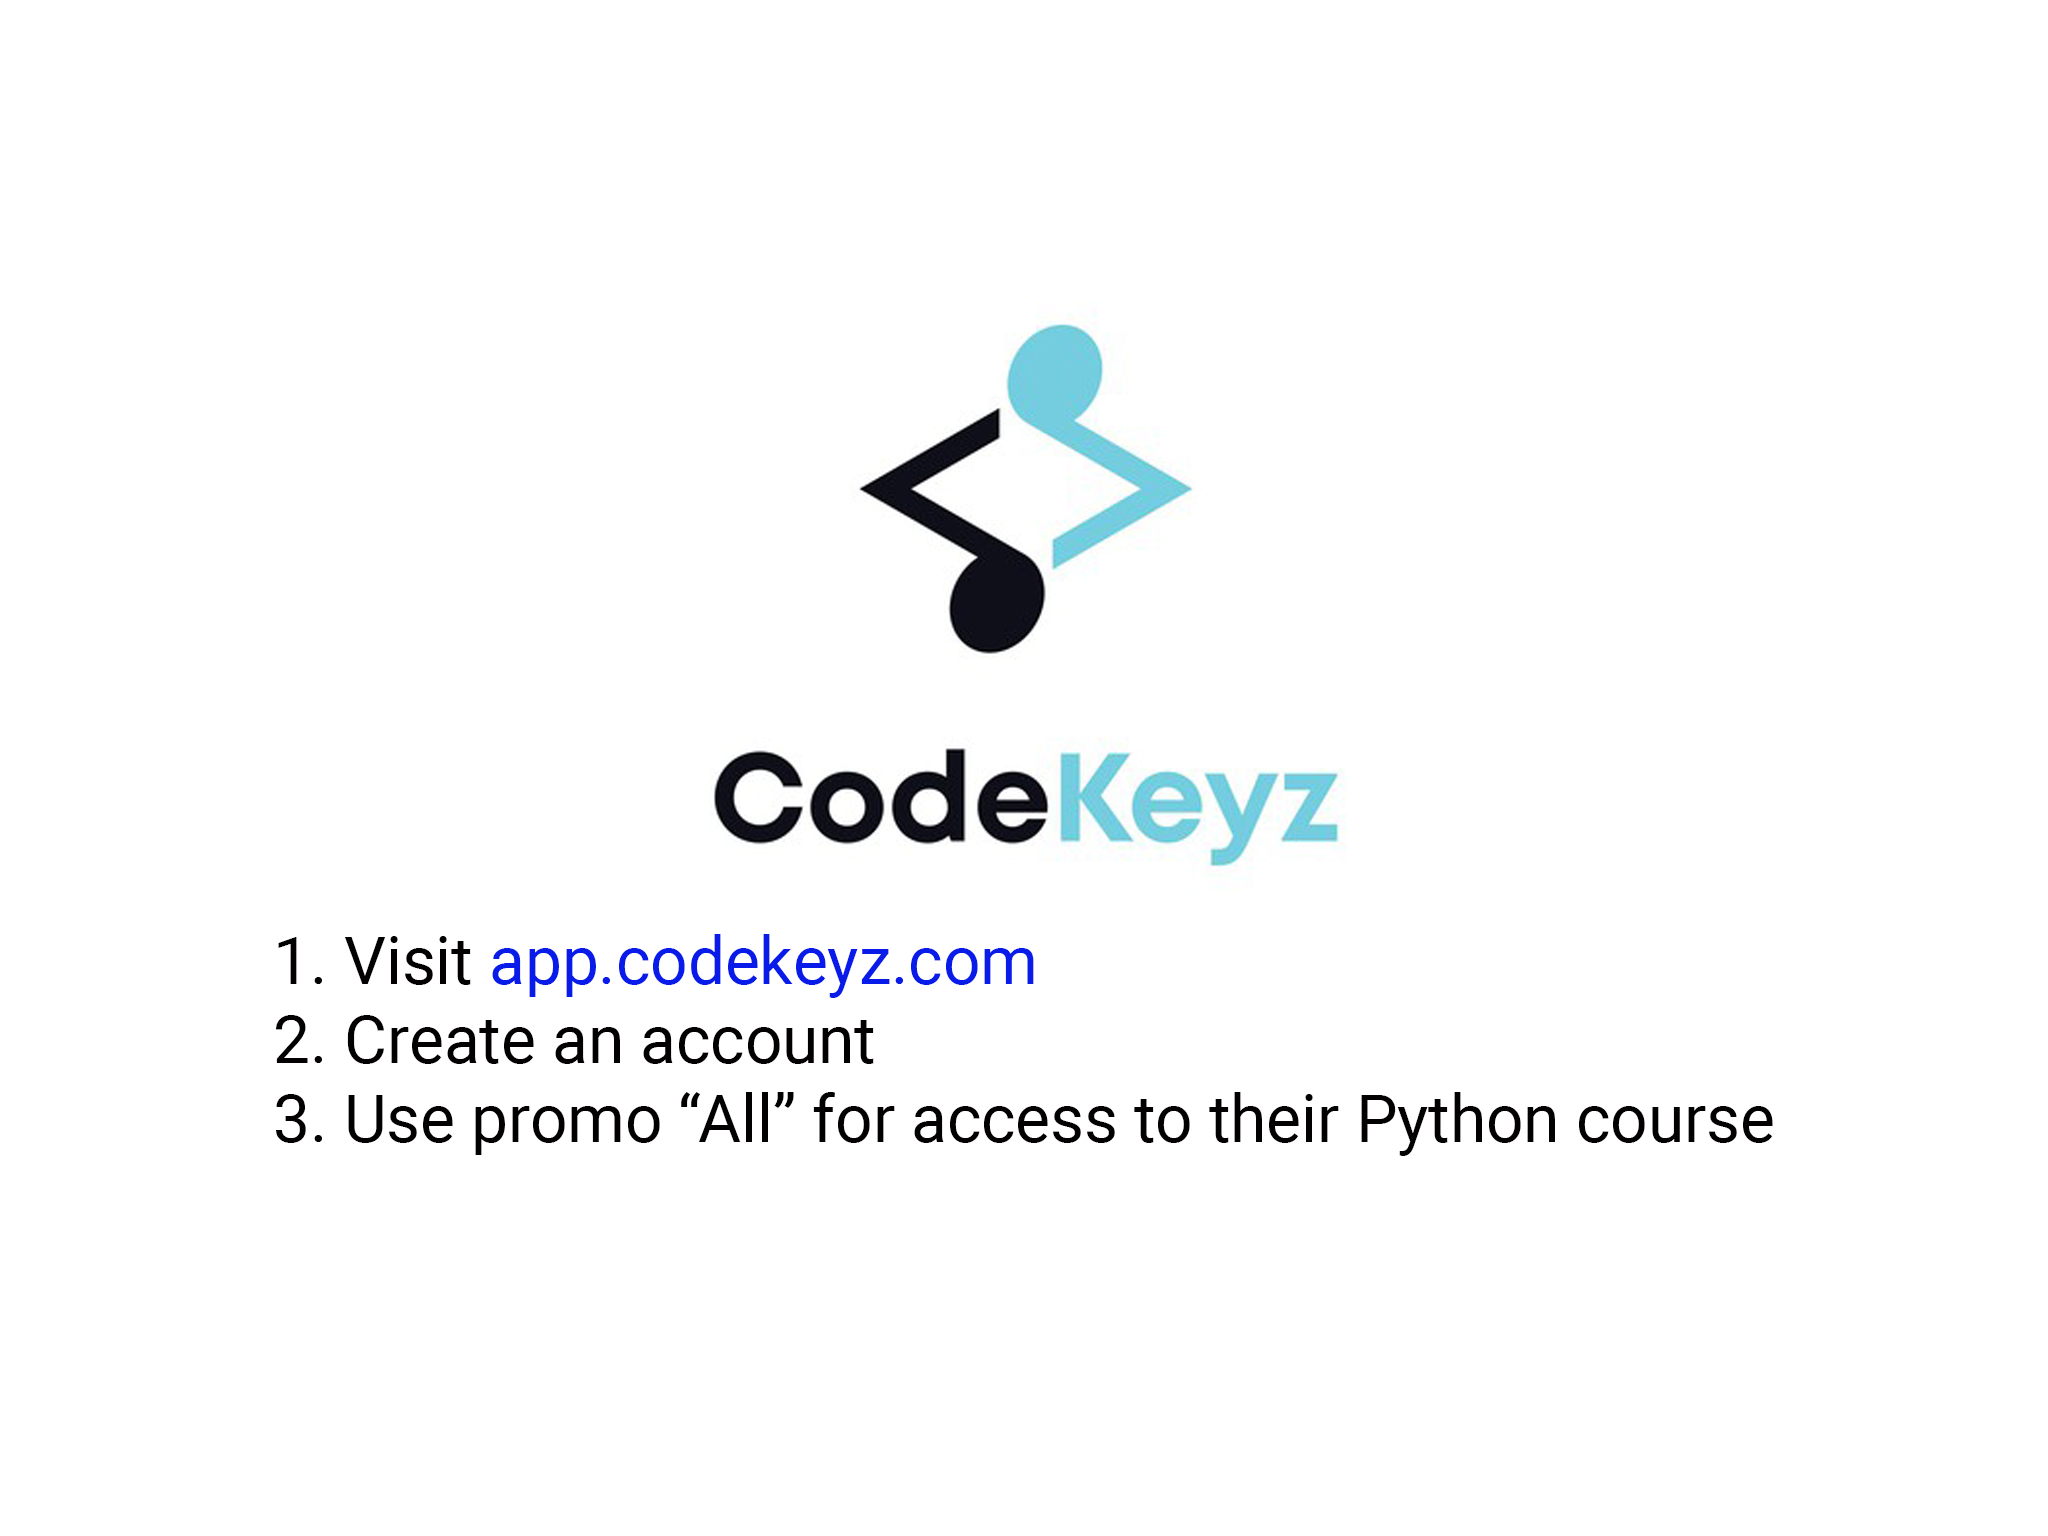 CodeKeyz
1. Visit app.codekeyz.com
2. Create an account
3. Use promo “All” for access to their Python course